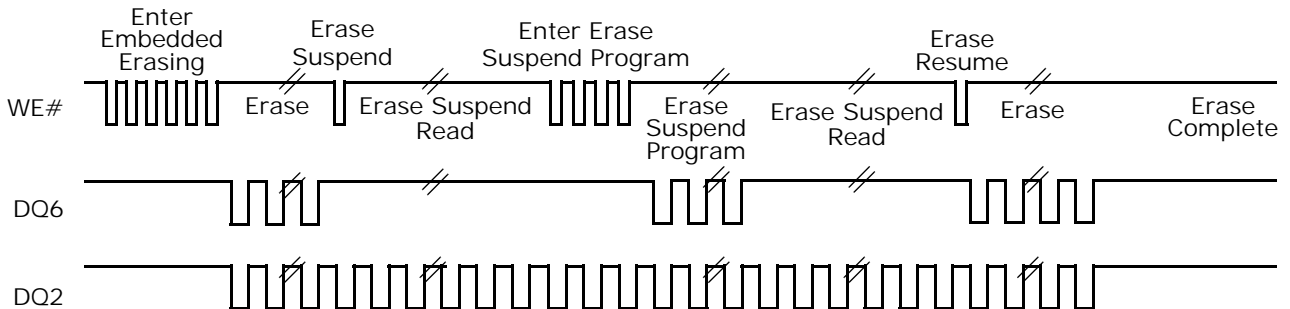 Enter
Embedded
Erasing
Erase
Suspend
Enter Erase
Suspend Program
Erase
Resume
WE#
Erase
Erase Suspend
Read
Erase
Suspend
Program
Erase Suspend
Read
Erase
Erase
Complete
DQ6
DQ2